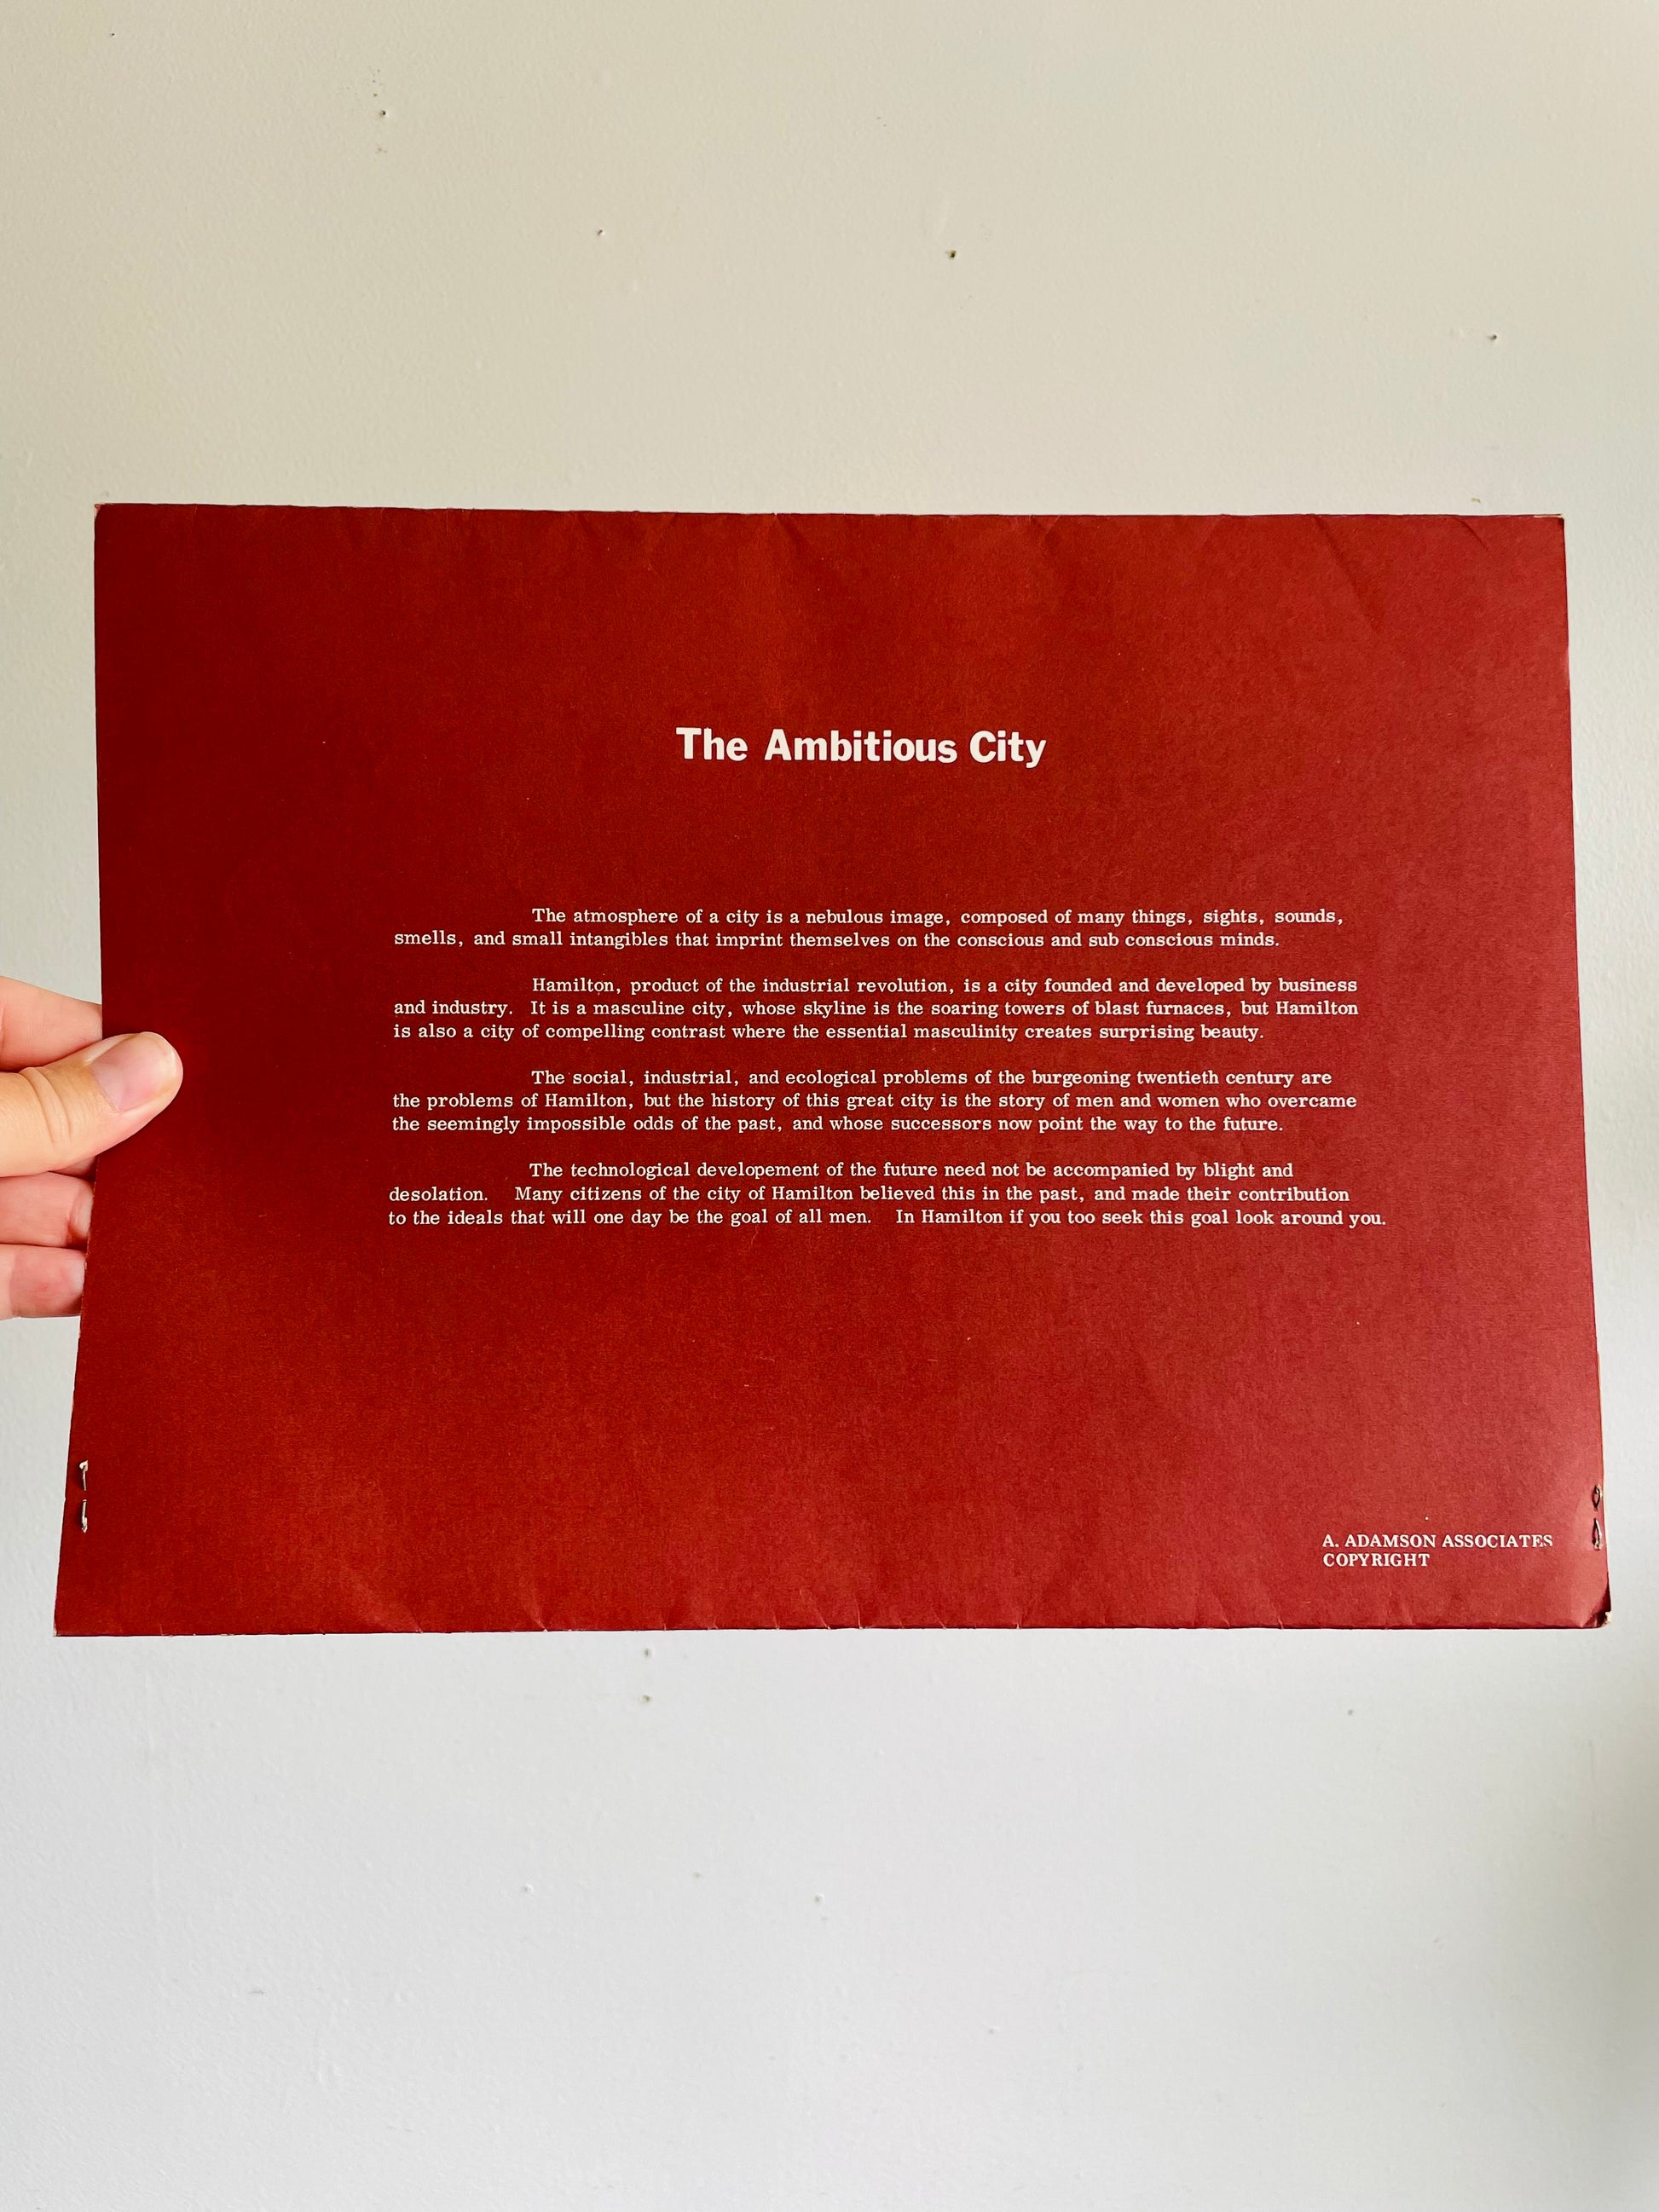 The Ambitious City
The atmosphere of a city is a nebulous image, composed of many things, sights, sounds,
smells, and small intangibles that imprint themselves on the conscious and sub conscious minds.
Hamilton, product of the industrial revolution, is a city founded and developed by business
and industry. It is a masculine city, whose skyline is the soaring towers of blast furnaces, but Hamilton
is also a city of compelling contrast where the essential masculinity creates surprising beauty.
The social, industrial, and ecological problems of the burgeoning twentieth century are
the problems of Hamilton, but the history of this great city is the story of men and women who overcame
the seemingly impossible odds of the past, and whose successors now point the way to the future.
The technological developement of the future need not be accompanied by blight and
desolation. Many citizens of the city of Hamilton believed this in the past, and made their contribution
to the ideals that will one day be the goal of all men. In Hamilton if you too seek this goal look around you.
A. ADAMSON ASSOCIATES
COPYRIGHT